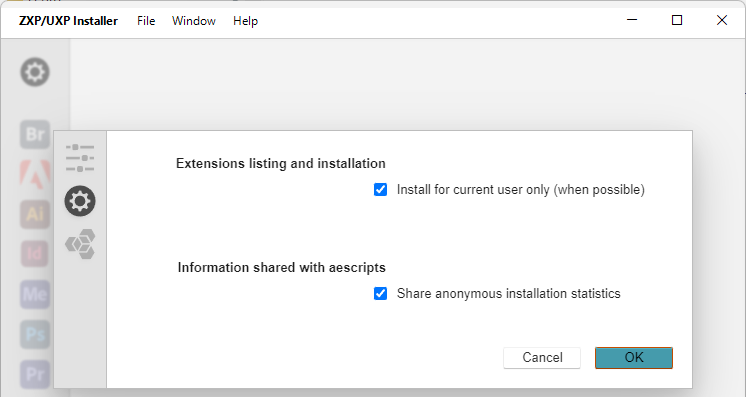 ZXP/UXP Installer File Window Help
Br
Extensions listing and installation
Install for current user only (when possible)
Ai
Id
Information shared with aescripts
Me
Share anonymous installation statistics
Ps
Cancel OK
Pr